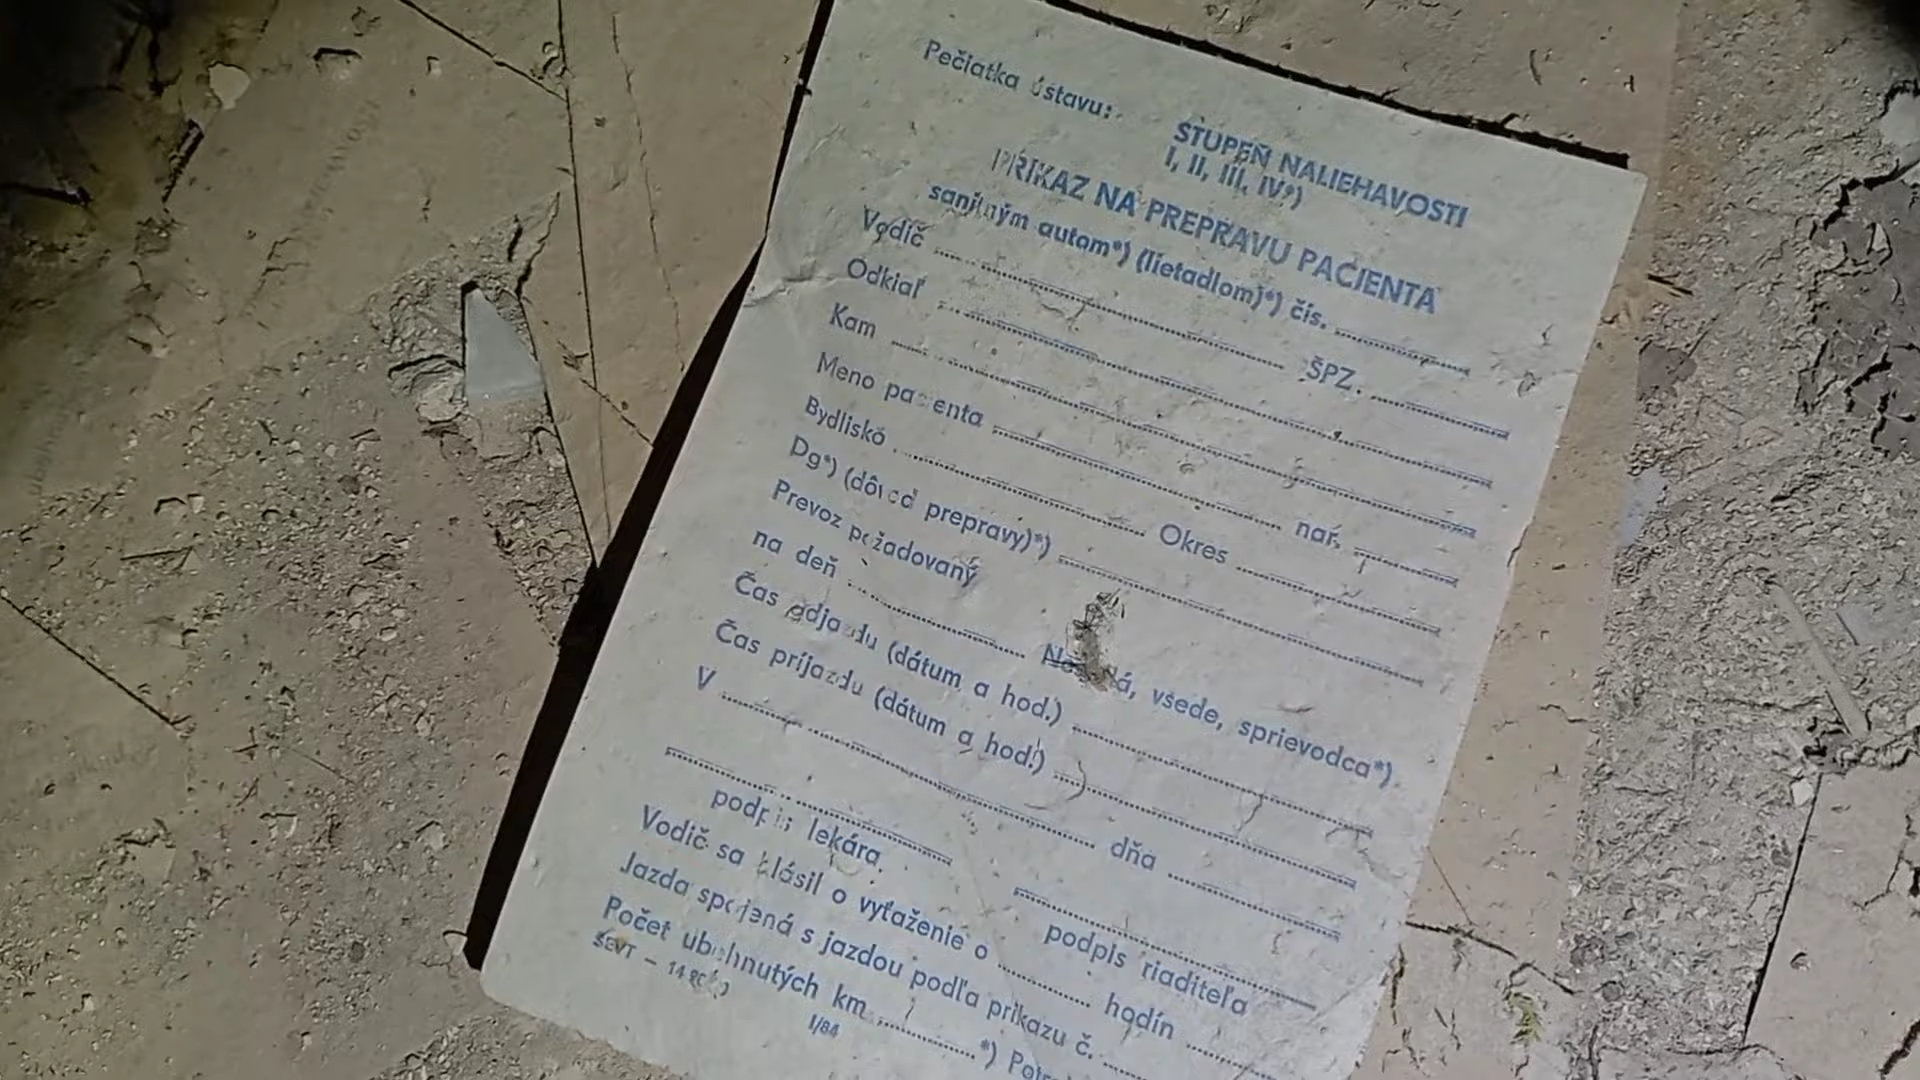 Pečiatka ústavu:
STUPEŇ NALIEHAVOSTI
I, II, III, IV*)
PRÍKAZ NA PREPRAVU PACIENTA
sanitným autom*) (lietadlom)*) čís.
Vodič ŠPZ.
Odkiaľ
Kam
Meno pacienta nar.
Bydlisko Okres
Dg*) (dôvod prepravy)*)
Prevoz požadovaný
na deň á, vsede, sprievodca*).
Čas odjazdu (dátum a hod.)
Čas príjazdu (dátum a hod.)
V dňa
podpis lekára
podpis riaditeľa
Vodič sa hlásil o vyťaženie o hodín
Jazda spojená s jazdou podľa príkazu č.
Počet ubehnutých km *)
ŠEVT — 14
I/84